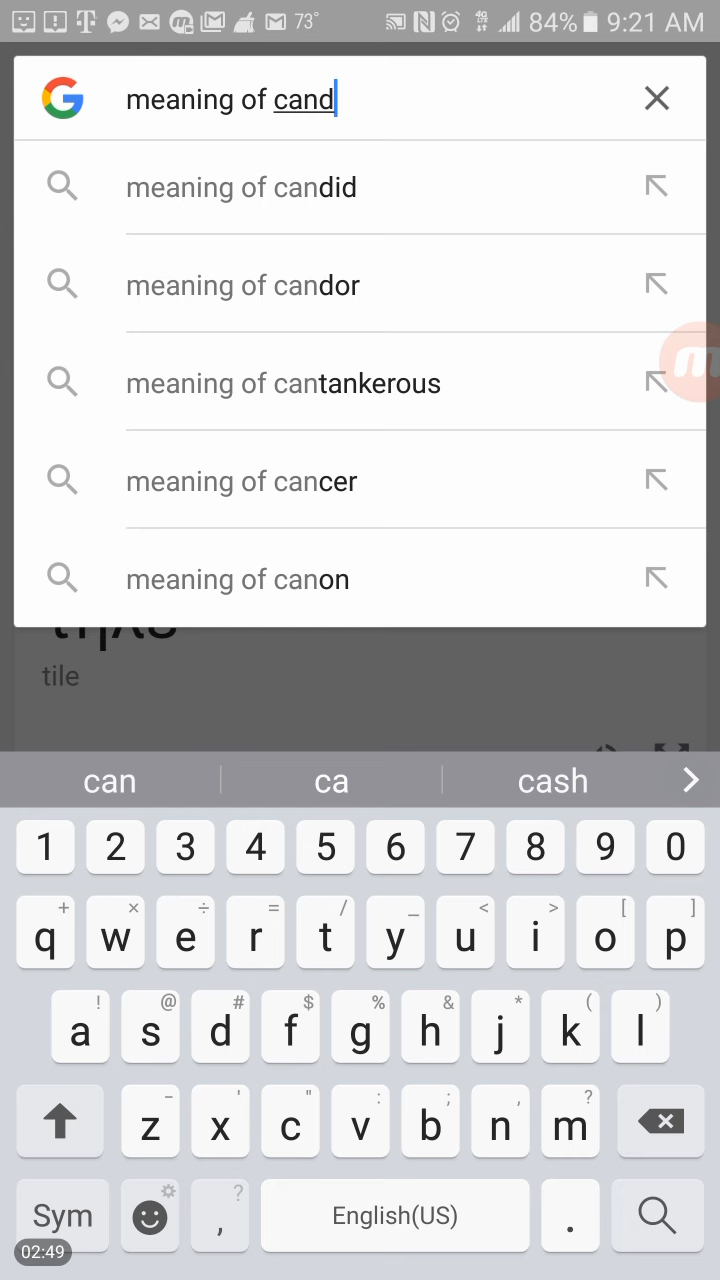 73° 4G LTE 84% 9:21 AM
meaning of cand
meaning of candid
meaning of candor
meaning of cantankerous
meaning of cancer
meaning of canon
tile
can ca cash
1 2 3 4 5 6 7 8 9 0
+ × ÷ = / _ < > [ ]
q w e r t y u i o p
! @ # $ % & * ( )
a s d f g h j k l
- ' " : ; , ?
z x c v b n m
Sym , ? English(US) .
02:49